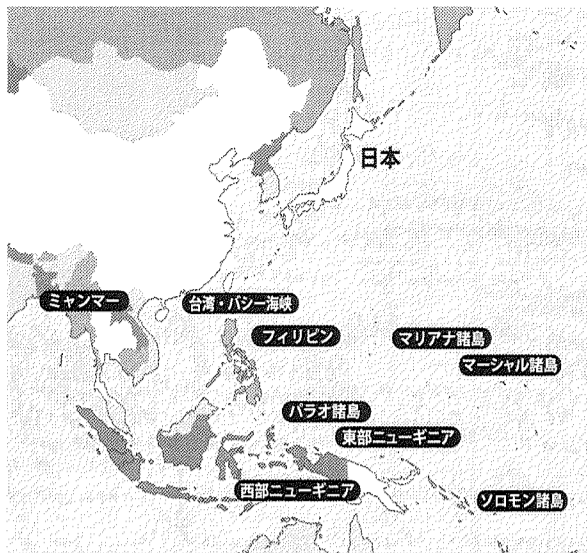 日本
ミャンマー
台湾・バシー海峡
フィリピン
マリアナ諸島
マーシャル諸島
パラオ諸島
東部ニューギニア
西部ニューギニア
ソロモン諸島